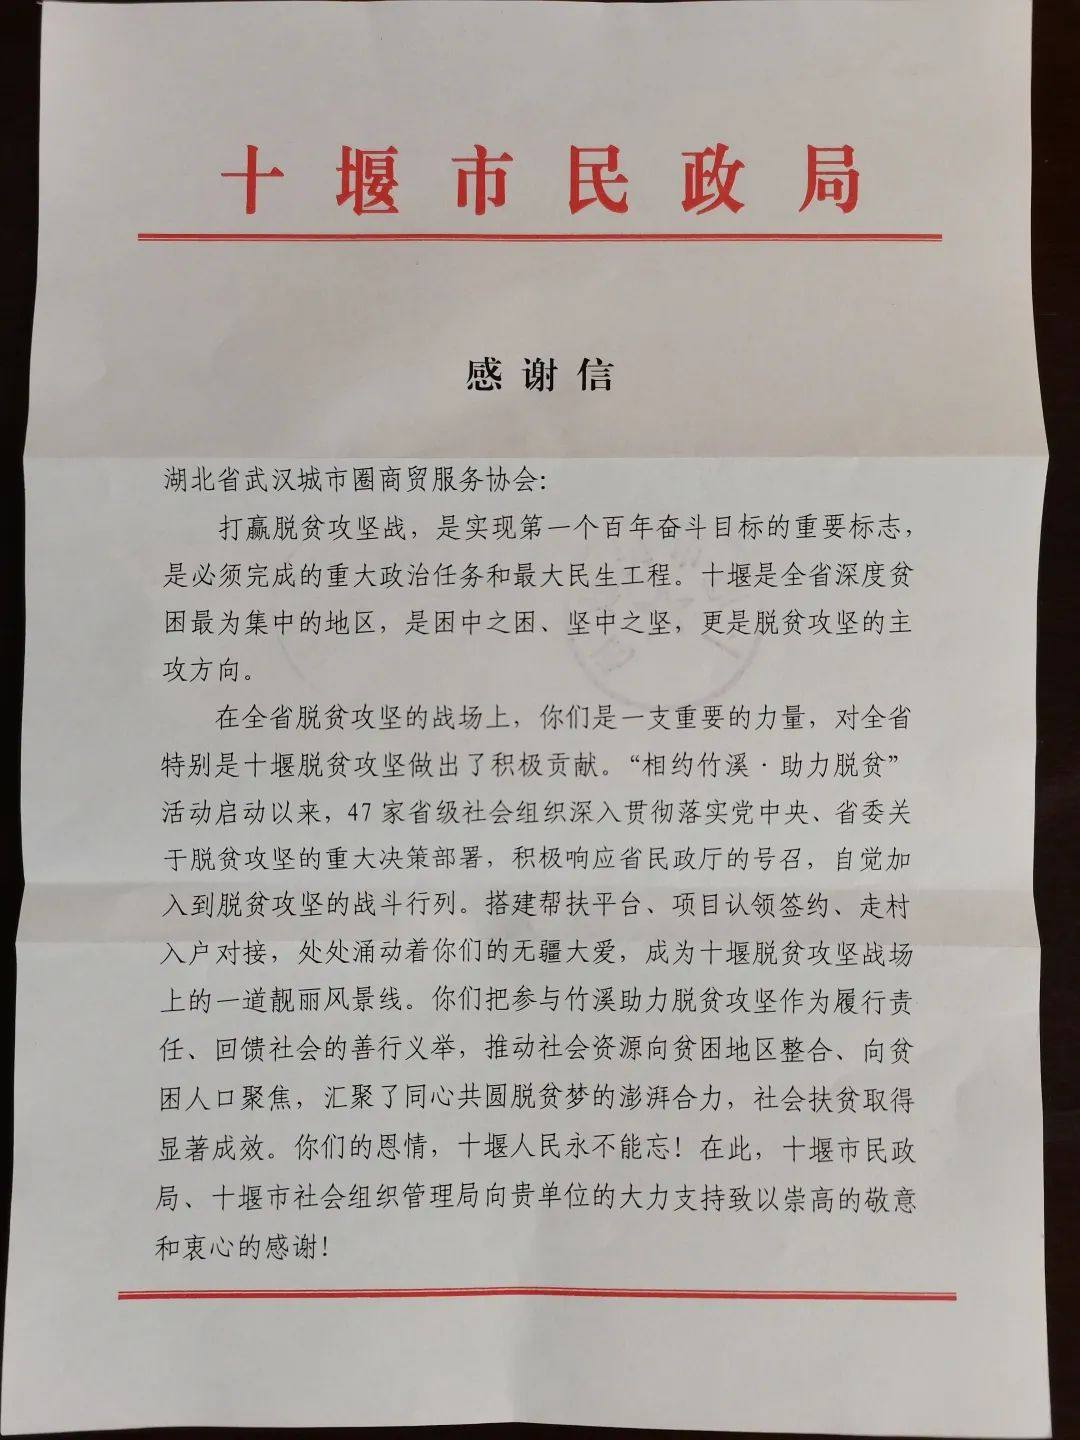 十堰市民政局
感谢信
湖北省武汉城市圈商贸服务协会：
打赢脱贫攻坚战，是实现第一个百年奋斗目标的重要标志，
是必须完成的重大政治任务和最大民生工程。十堰是全省深度贫
困最为集中的地区，是困中之困、坚中之坚，更是脱贫攻坚的主
攻方向。
在全省脱贫攻坚的战场上，你们是一支重要的力量，对全省
特别是十堰脱贫攻坚做出了积极贡献。“相约竹溪·助力脱贫”
活动启动以来，47家省级社会组织深入贯彻落实党中央、省委关
于脱贫攻坚的重大决策部署，积极响应省民政厅的号召，自觉加
入到脱贫攻坚的战斗行列。搭建帮扶平台、项目认领签约、走村
入户对接，处处涌动着你们的无疆大爱，成为十堰脱贫攻坚战场
上的一道靓丽风景线。你们把参与竹溪助力脱贫攻坚作为履行责
任、回馈社会的善行义举，推动社会资源向贫困地区整合、向贫
困人口聚焦，汇聚了同心共圆脱贫梦的澎湃合力，社会扶贫取得
显著成效。你们的恩情，十堰人民永不能忘！在此，十堰市民政
局、十堰市社会组织管理局向贵单位的大力支持致以崇高的敬意
和衷心的感谢！